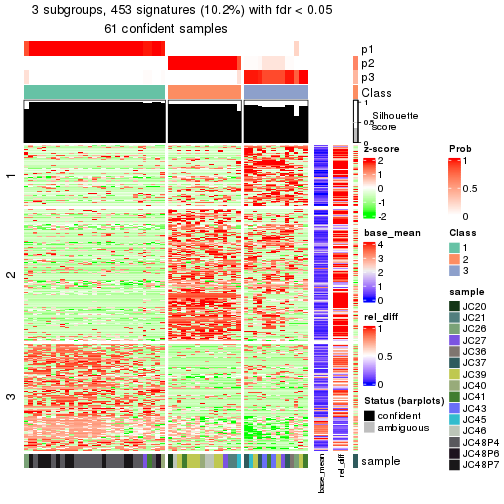 3 subgroups, 453 signatures (10.2%) with fdr < 0.05
61 confident samples
p1
p2
p3
Class
1
0.5
0
Silhouette
score
1
2
3
z-score
2
1
0
-1
-2
base_mean
4
3
2
1
0
rel_diff
1
0.5
0
Status (barplots)
confident
ambiguous
Prob
1
0.5
0
Class
1
2
3
sample
JC20
JC21
JC26
JC27
JC36
JC37
JC39
JC40
JC41
JC43
JC45
JC46
JC48P4
JC48P6
JC48P7
base_mean
rel_diff
sample